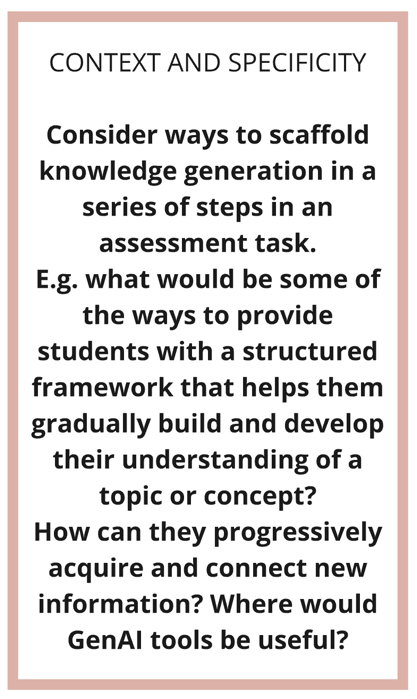 CONTEXT AND SPECIFICITY
Consider ways to scaffold
knowledge generation in a
series of steps in an
assessment task.
E.g. what would be some of
the ways to provide
students with a structured
framework that helps them
gradually build and develop
their understanding of a
topic or concept?
How can they progressively
acquire and connect new
information? Where would
GenAI tools be useful?